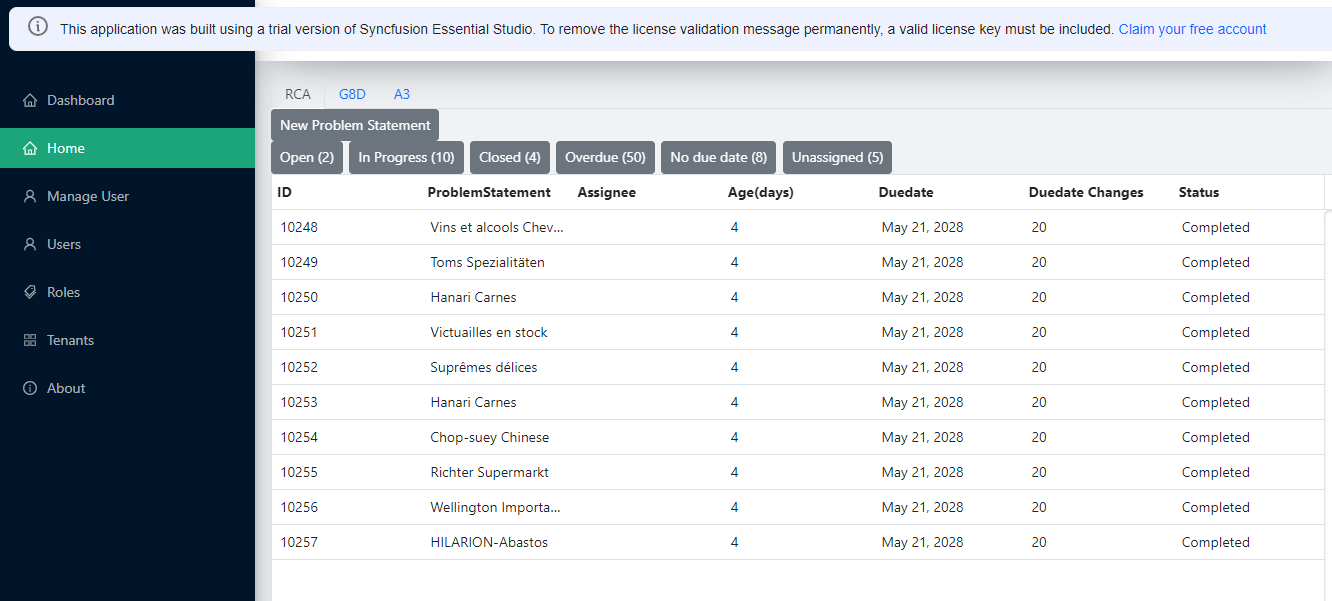 This application was built using a trial version of Syncfusion Essential Studio. To remove the license validation message permanently, a valid license key must be included. Claim your free account
Dashboard
Home
Manage User
Users
Roles
Tenants
About
RCA G8D A3
New Problem Statement
Open (2) In Progress (10) Closed (4) Overdue (50) No due date (8) Unassigned (5)
ID ProblemStatement Assignee Age(days) Duedate Duedate Changes Status
10248 Vins et alcools Chev... 4 May 21, 2028 20 Completed
10249 Toms Spezialitäten 4 May 21, 2028 20 Completed
10250 Hanari Carnes 4 May 21, 2028 20 Completed
10251 Victuailles en stock 4 May 21, 2028 20 Completed
10252 Suprêmes délices 4 May 21, 2028 20 Completed
10253 Hanari Carnes 4 May 21, 2028 20 Completed
10254 Chop-suey Chinese 4 May 21, 2028 20 Completed
10255 Richter Supermarkt 4 May 21, 2028 20 Completed
10256 Wellington Importa... 4 May 21, 2028 20 Completed
10257 HILARION-Abastos 4 May 21, 2028 20 Completed